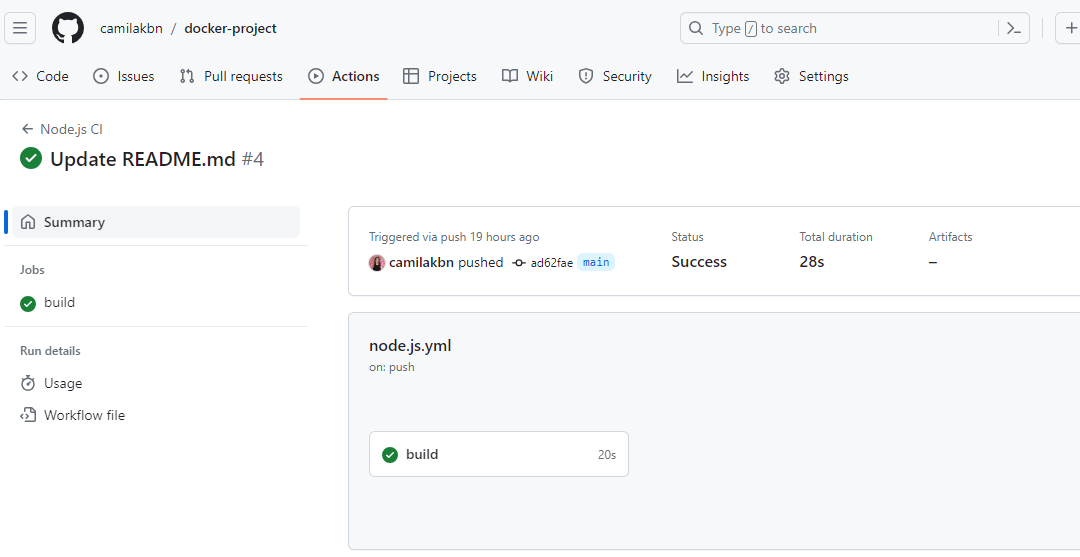 camilakbn / docker-project
Type / to search
Code Issues Pull requests Actions Projects Wiki Security Insights Settings
← Node.js CI
Update README.md #4
Summary
Jobs
build
Run details
Usage
Workflow file
Triggered via push 19 hours ago
camilakbn pushed ad62fae main
Status
Success
Total duration
28s
Artifacts
–
node.js.yml
on: push
build 20s